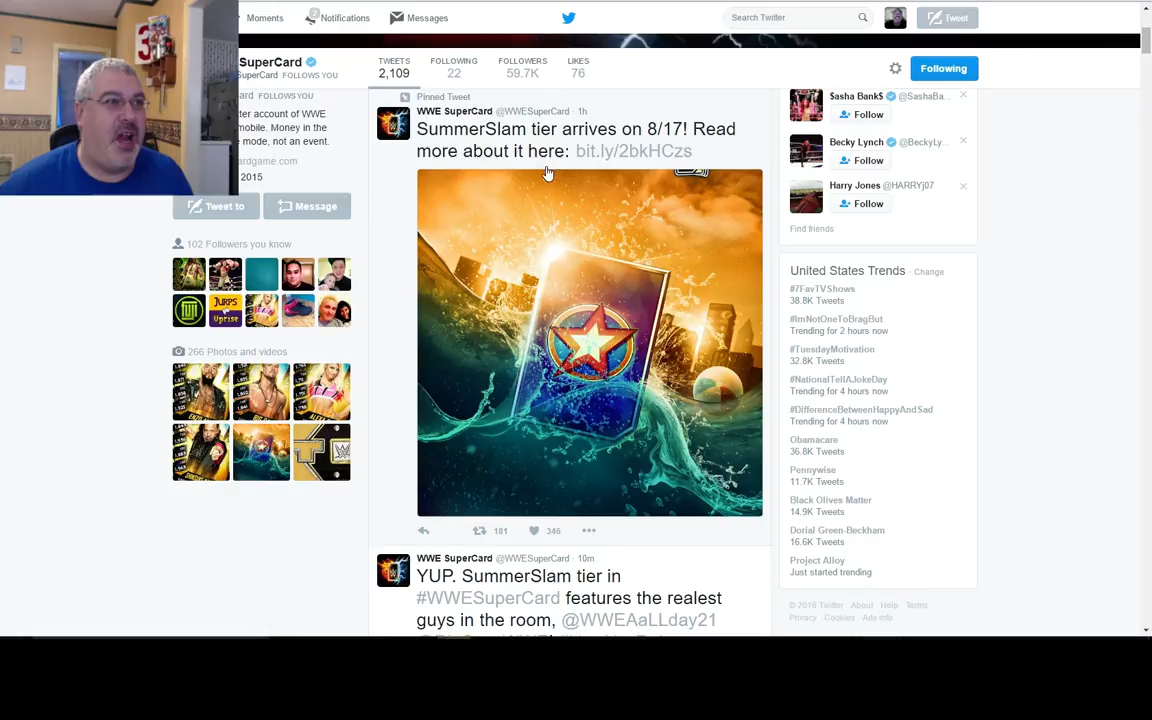 Moments
2
Notifications
Messages
Search Twitter
Tweet
SuperCard
SuperCard FOLLOWS YOU
TWEETS
2,109
FOLLOWING
22
FOLLOWERS
59.7K
LIKES
76
Following
ard FOLLOWS YOU
ter account of WWE
mobile. Money in the
mode, not an event.
cardgame.com
2015
Tweet to
Message
102 Followers you know
JURPS
Uprise
266 Photos and videos
Pinned Tweet
WWE SuperCard @WWESuperCard · 1h
SummerSlam tier arrives on 8/17! Read
more about it here: bit.ly/2bkHCzs
181
346
WWE SuperCard @WWESuperCard · 10m
YUP. SummerSlam tier in
#WWESuperCard features the realest
guys in the room, @WWEAaLLday21
$asha Bank$ @SashaBa...
Follow
Becky Lynch @BeckyLy...
Follow
Harry Jones @HARRYj07
Follow
Find friends
United States Trends · Change
#7FavTVShows
38.8K Tweets
#ImNotOneToBragBut
Trending for 2 hours now
#TuesdayMotivation
32.8K Tweets
#NationalTellAJokeDay
Trending for 4 hours now
#DifferenceBetweenHappyAndSad
Trending for 4 hours now
Obamacare
36.8K Tweets
Pennywise
11.7K Tweets
Black Olives Matter
14.9K Tweets
Dorial Green-Beckham
16.6K Tweets
Project Alloy
Just started trending
© 2016 Twitter About Help Terms
Privacy Cookies Ads info